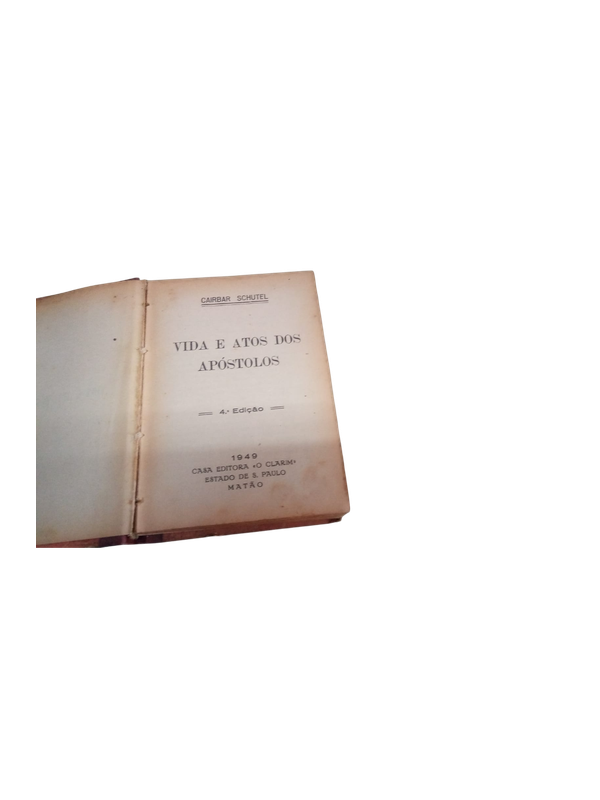 CAIRBAR SCHUTEL
VIDA E ATOS DOS
APÓSTOLOS
4.ª Edição
1949
CASA EDITORA «O CLARIM»
ESTADO DE S. PAULO
MATÃO